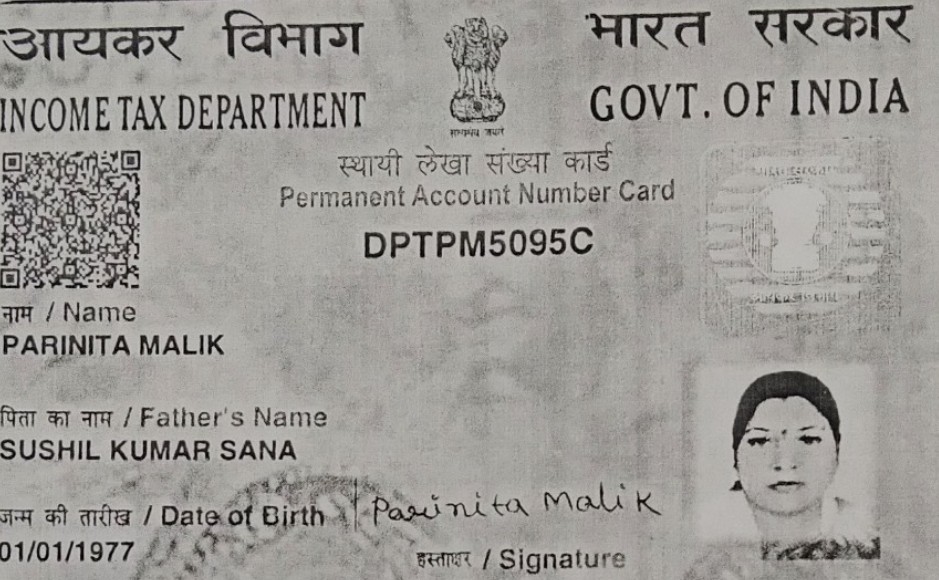 आयकर विभाग
भारत सरकार
INCOME TAX DEPARTMENT
GOVT. OF INDIA
सत्यमेव जयते
स्थायी लेखा संख्या कार्ड
Permanent Account Number Card
DPTPM5095C
नाम / Name
PARINITA MALIK
पिता का नाम / Father's Name
SUSHIL KUMAR SANA
जन्म की तारीख / Date of Birth
01/01/1977
Parinita Malik
हस्ताक्षर / Signature